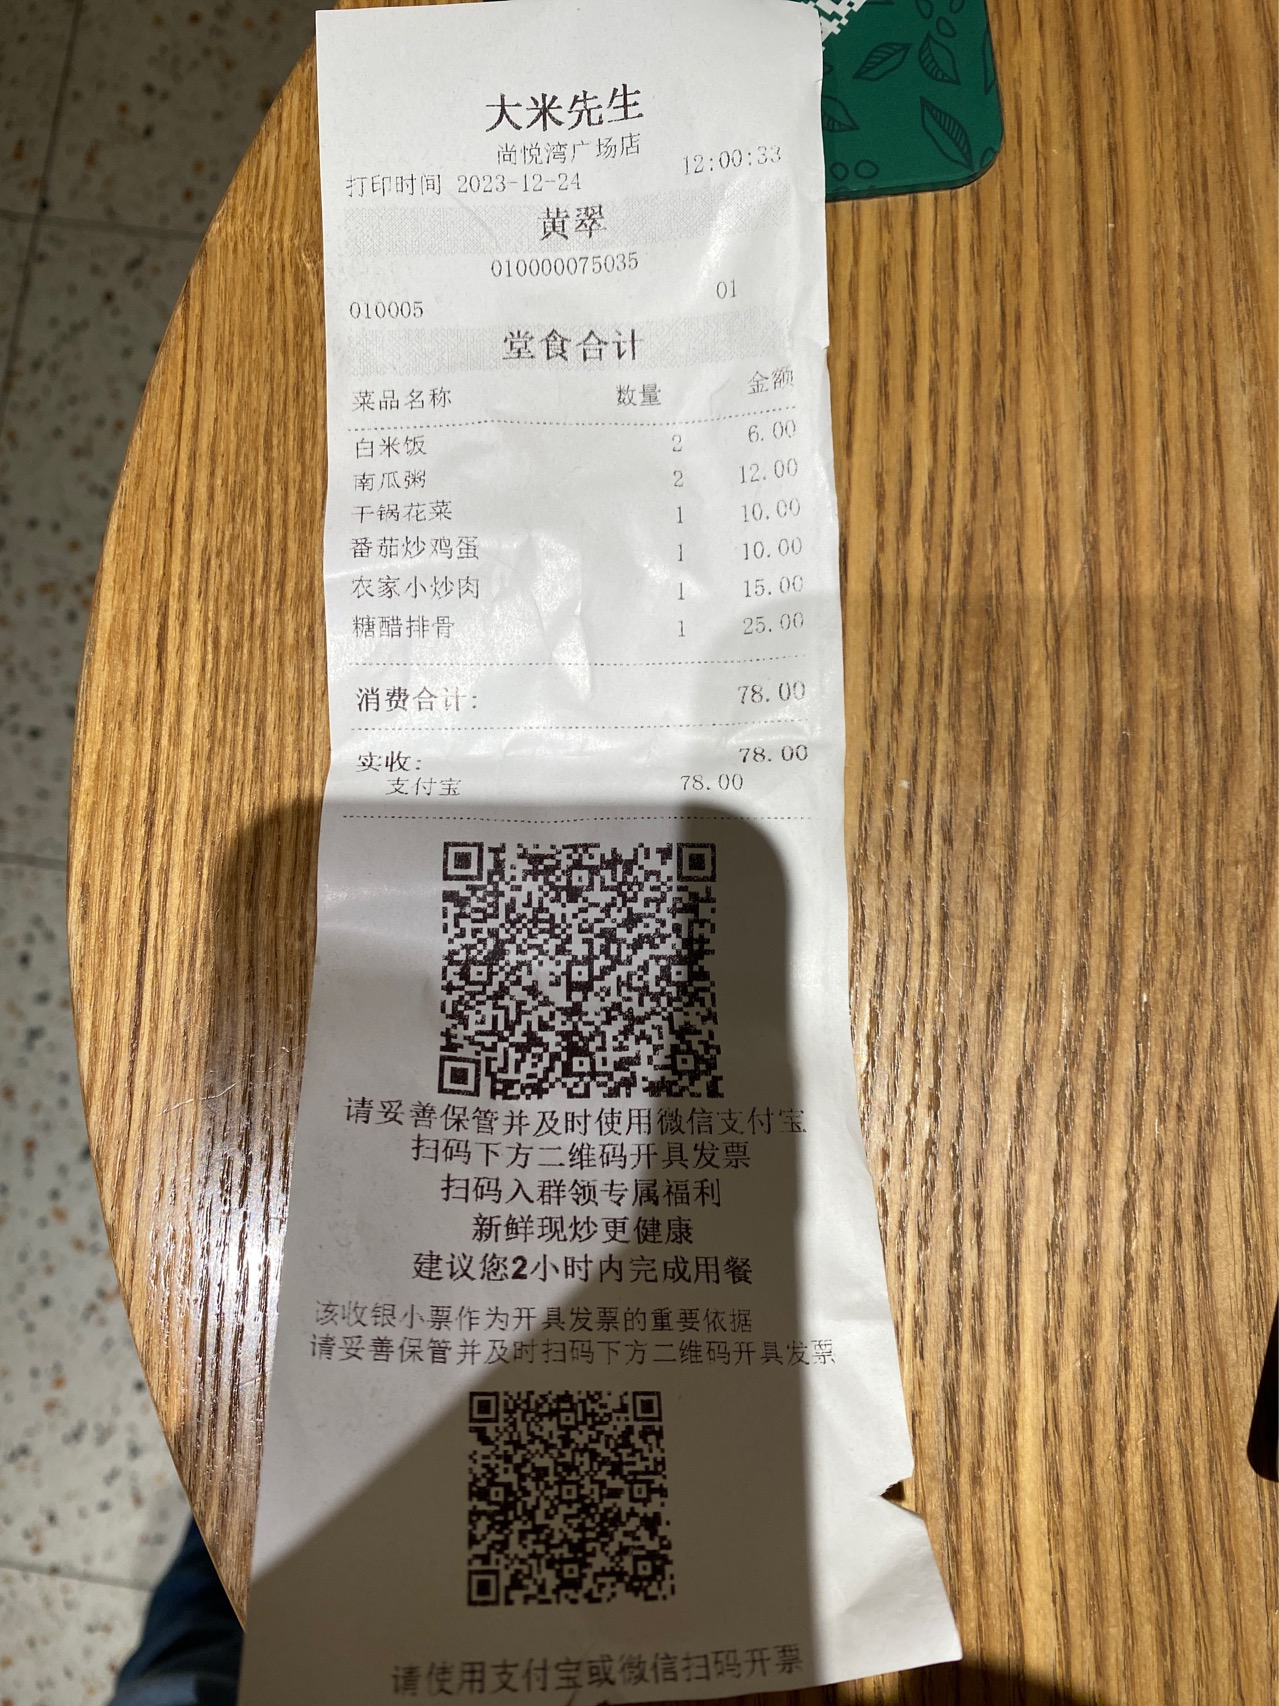 大米先生
尚悦湾广场店
打印时间 2023-12-24 12:00:33
黄翠
010000075035
010005 01
堂食合计
菜品名称 数量 金额
白米饭 2 6.00
南瓜粥 2 12.00
干锅花菜 1 10.00
番茄炒鸡蛋 1 10.00
农家小炒肉 1 15.00
糖醋排骨 1 25.00
消费合计: 78.00
实收: 78.00
支付宝 78.00
请妥善保管并及时使用微信支付宝
扫码下方二维码开具发票
扫码入群领专属福利
新鲜现炒更健康
建议您2小时内完成用餐
该收银小票作为开具发票的重要依据
请妥善保管并及时扫码下方二维码开具发票
请使用支付宝或微信扫码开票